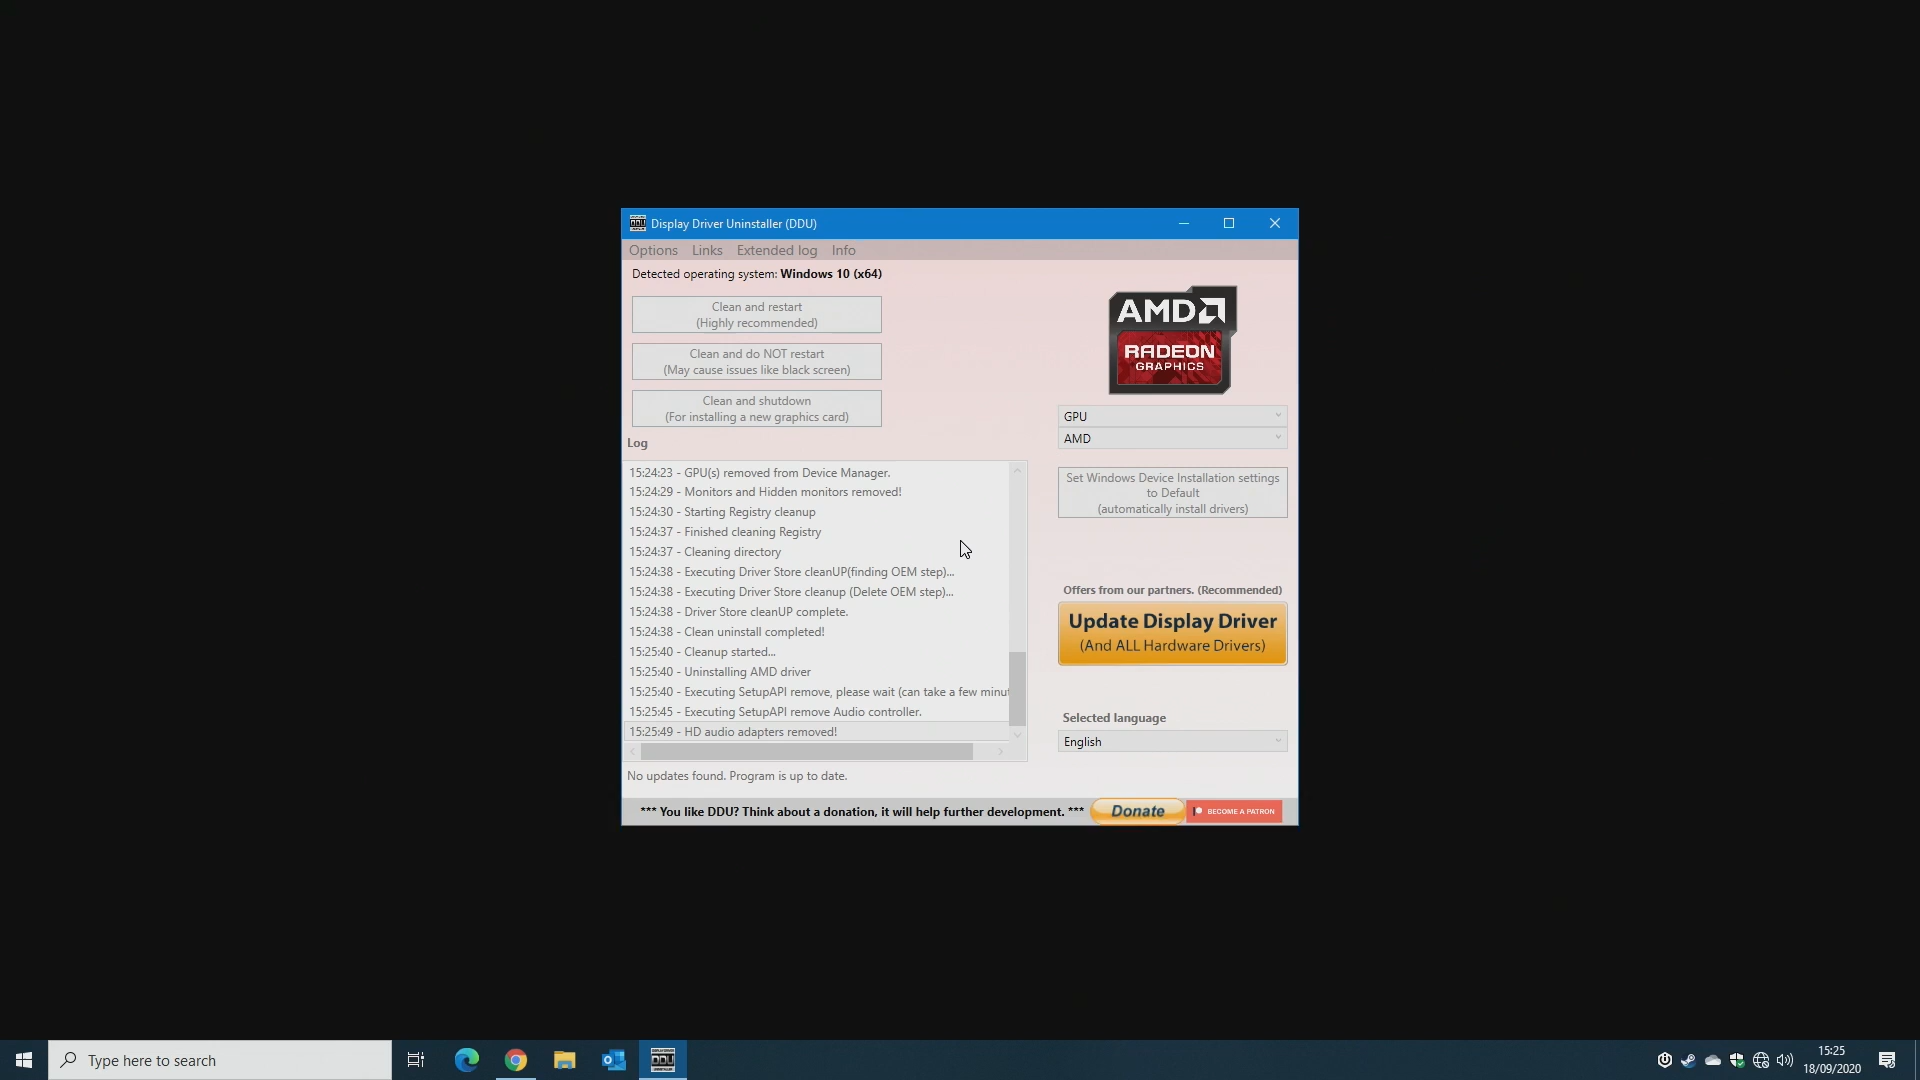 Display Driver Uninstaller (DDU)
Options Links Extended log Info
Detected operating system: Windows 10 (x64)
Clean and restart
(Highly recommended)
Clean and do NOT restart
(May cause issues like black screen)
Clean and shutdown
(For installing a new graphics card)
AMD
RADEON
GRAPHICS
GPU
AMD
Set Windows Device Installation settings
to Default
(automatically install drivers)
Log
15:24:23 - GPU(s) removed from Device Manager.
15:24:29 - Monitors and Hidden monitors removed!
15:24:30 - Starting Registry cleanup
15:24:37 - Finished cleaning Registry
15:24:37 - Cleaning directory
15:24:38 - Executing Driver Store cleanUP(finding OEM step)...
15:24:38 - Executing Driver Store cleanup (Delete OEM step)...
15:24:38 - Driver Store cleanUP complete.
15:24:38 - Clean uninstall completed!
15:25:40 - Cleanup started...
15:25:40 - Uninstalling AMD driver
15:25:40 - Executing SetupAPI remove, please wait (can take a few minut
15:25:45 - Executing SetupAPI remove Audio controller.
15:25:49 - HD audio adapters removed!
Offers from our partners. (Recommended)
Update Display Driver
(And ALL Hardware Drivers)
Selected language
English
No updates found. Program is up to date.
*** You like DDU? Think about a donation, it will help further development. ***
Donate
BECOME A PATRON
Type here to search
DDU
15:25
18/09/2020